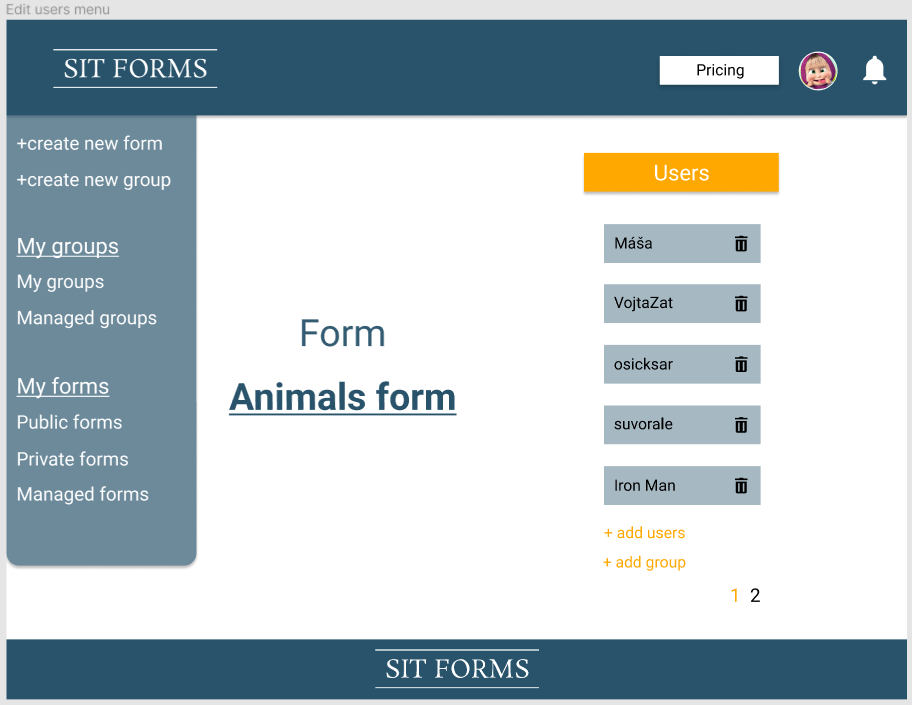 Edit users menu
SIT FORMS
Pricing
+create new form
+create new group
My groups
My groups
Managed groups
My forms
Public forms
Private forms
Managed forms
Form
Animals form
Users
Máša
VojtaZat
osicksar
suvorale
Iron Man
+ add users
+ add group
1 2
SIT FORMS